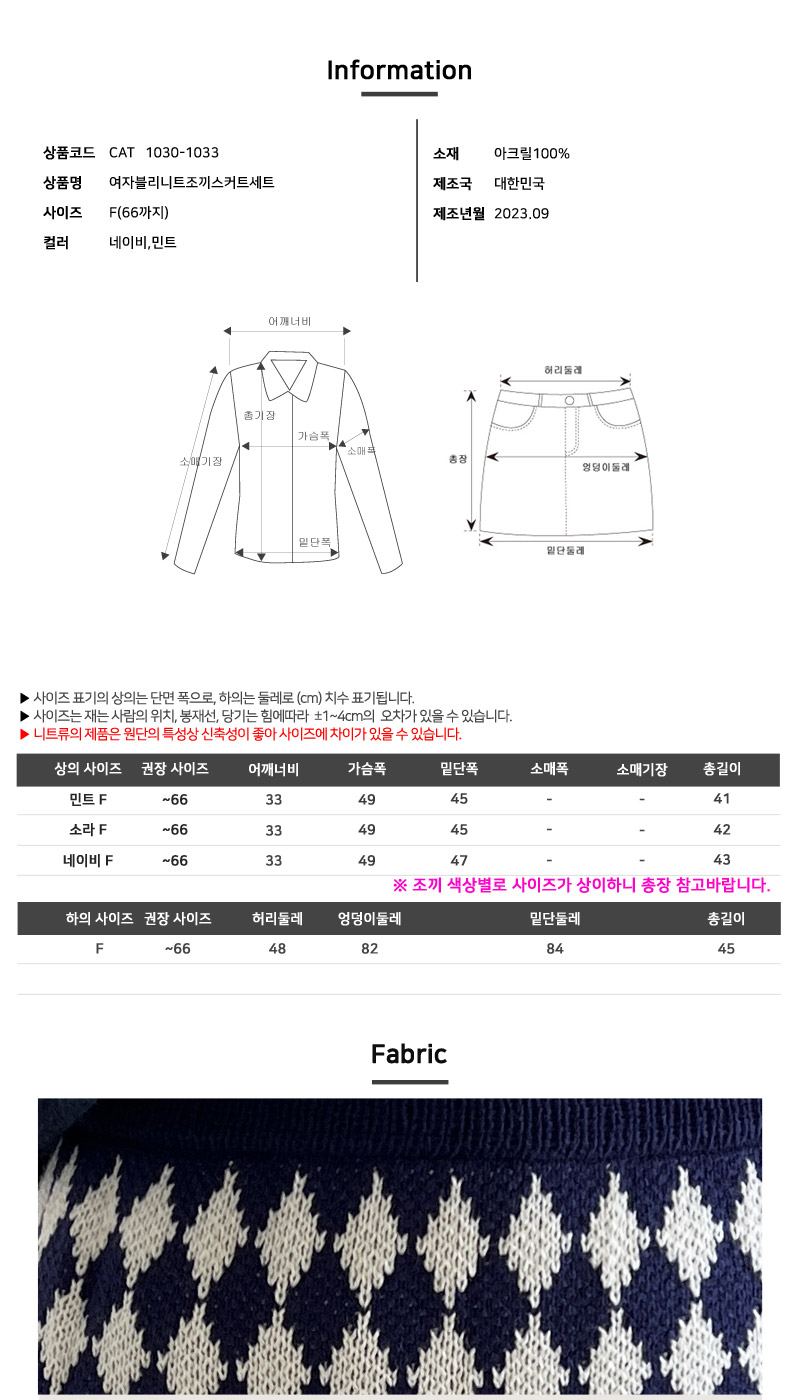 Information
상품코드 CAT 1030-1033
상품명 여자블리니트조끼스커트세트
사이즈 F(66까지)
컬러 네이비,민트
소재 아크릴100%
제조국 대한민국
제조년월 2023.09
어깨너비
총기장
가슴폭
소매폭
소매기장
밑단폭
허리둘레
총장
엉덩이둘레
밑단둘레
▶ 사이즈 표기의 상의는 단면 폭으로, 하의는 둘레로 (cm) 치수 표기됩니다.
▶ 사이즈는 재는 사람의 위치, 봉재선, 당기는 힘에따라 ±1~4cm의 오차가 있을 수 있습니다.
▶ 니트류의 제품은 원단의 특성상 신축성이 좋아 사이즈에 차이가 있을 수 있습니다.
상의 사이즈 권장 사이즈 어깨너비 가슴폭 밑단폭 소매폭 소매기장 총길이
민트 F ~66 33 49 45 - - 41
소라 F ~66 33 49 45 - - 42
네이비 F ~66 33 49 47 - - 43
※ 조끼 색상별로 사이즈가 상이하니 총장 참고바랍니다.
하의 사이즈 권장 사이즈 허리둘레 엉덩이둘레 밑단둘레 총길이
F ~66 48 82 84 45
Fabric